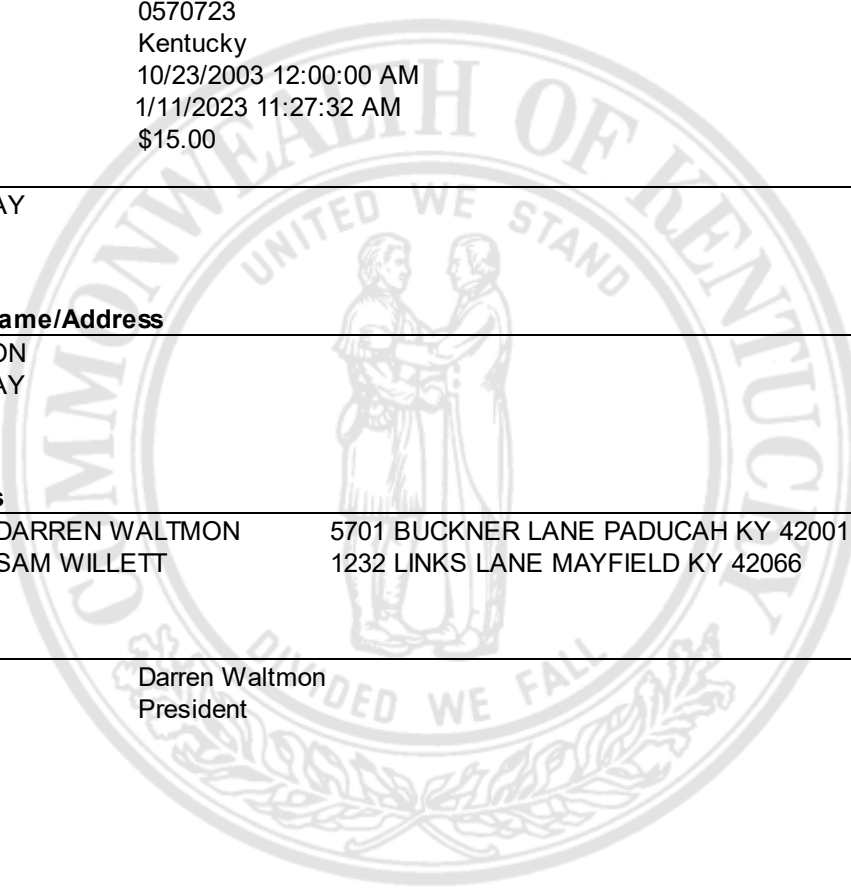 0570723
Kentucky
10/23/2003 12:00:00 AM
1/11/2023 11:27:32 AM
$15.00
AY
ame/Address
ON
AY
s
DARREN WALTMON 5701 BUCKNER LANE PADUCAH KY 42001
SAM WILLETT 1232 LINKS LANE MAYFIELD KY 42066
Darren Waltmon
President
COMMONWEALTH OF KENTUCKY
UNITED WE STAND
DIVIDED WE FALL